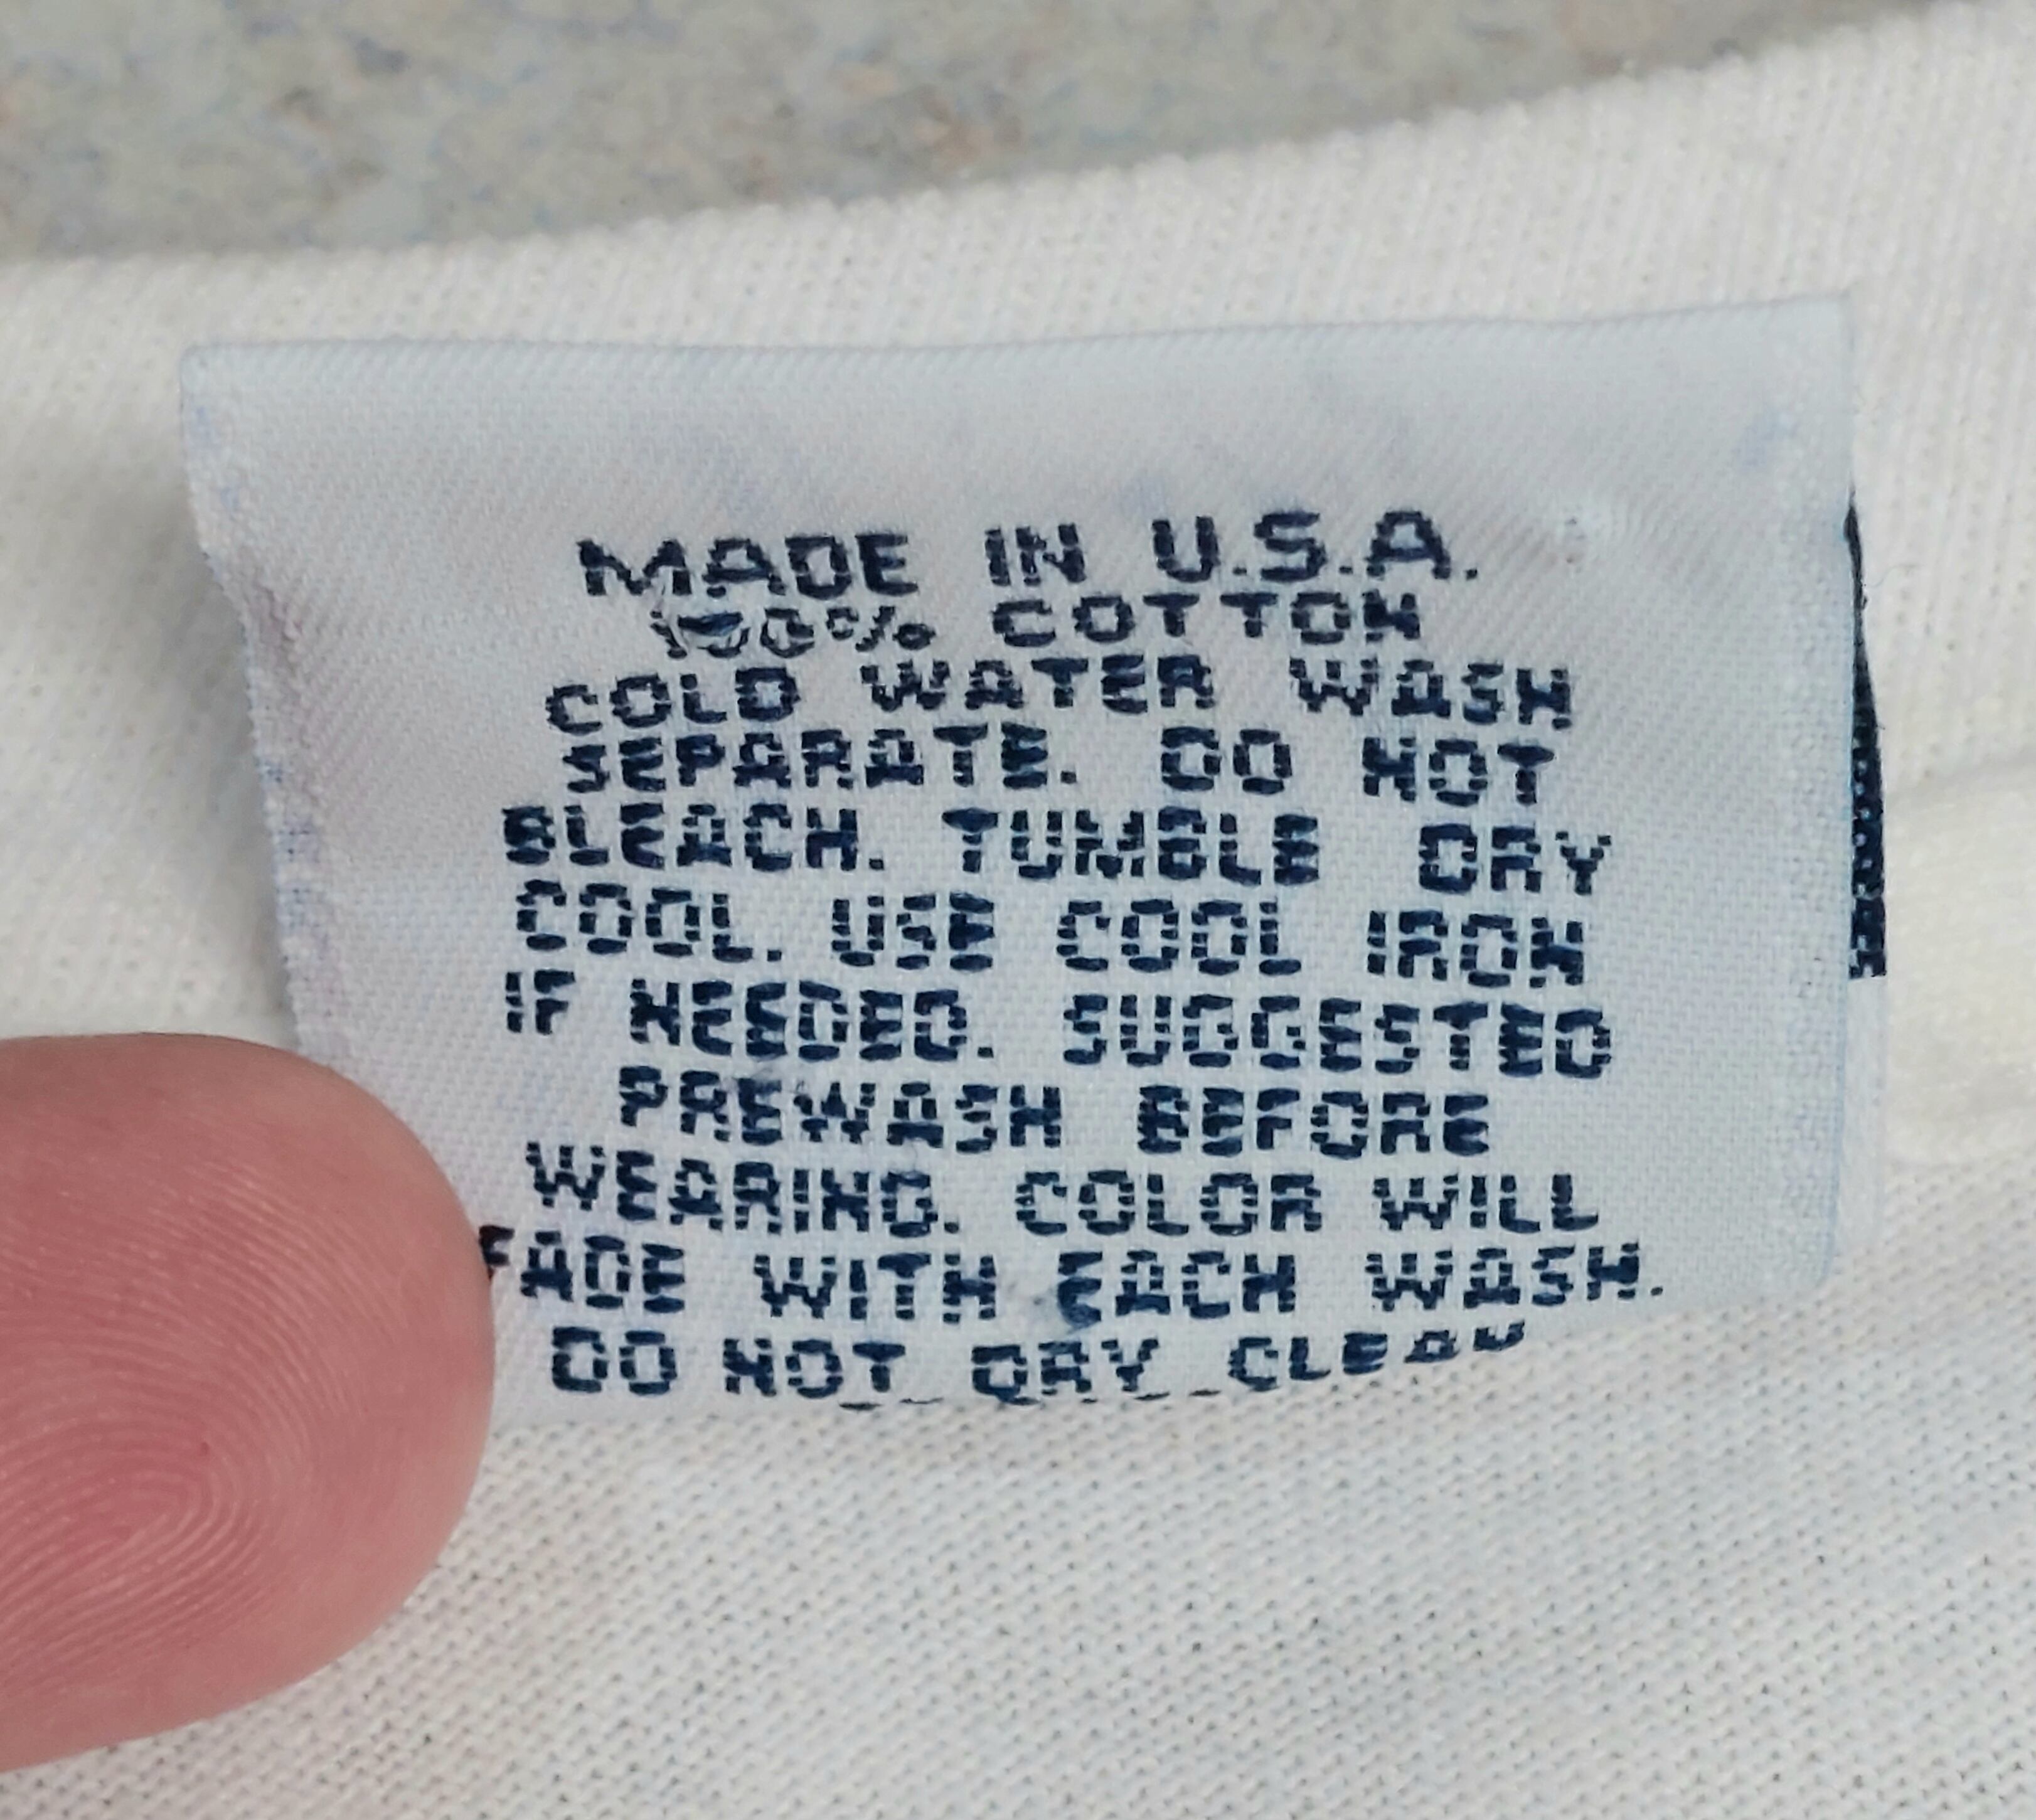 MADE IN U.S.A.
100% COTTON
COLD WATER WASH
SEPARATE. DO NOT
BLEACH. TUMBLE DRY
COOL. USE COOL IRON
IF NEEDED. SUGGESTED
PREWASH BEFORE
WEARING. COLOR WILL
FADE WITH EACH WASH.
DO NOT DRY CLEAN